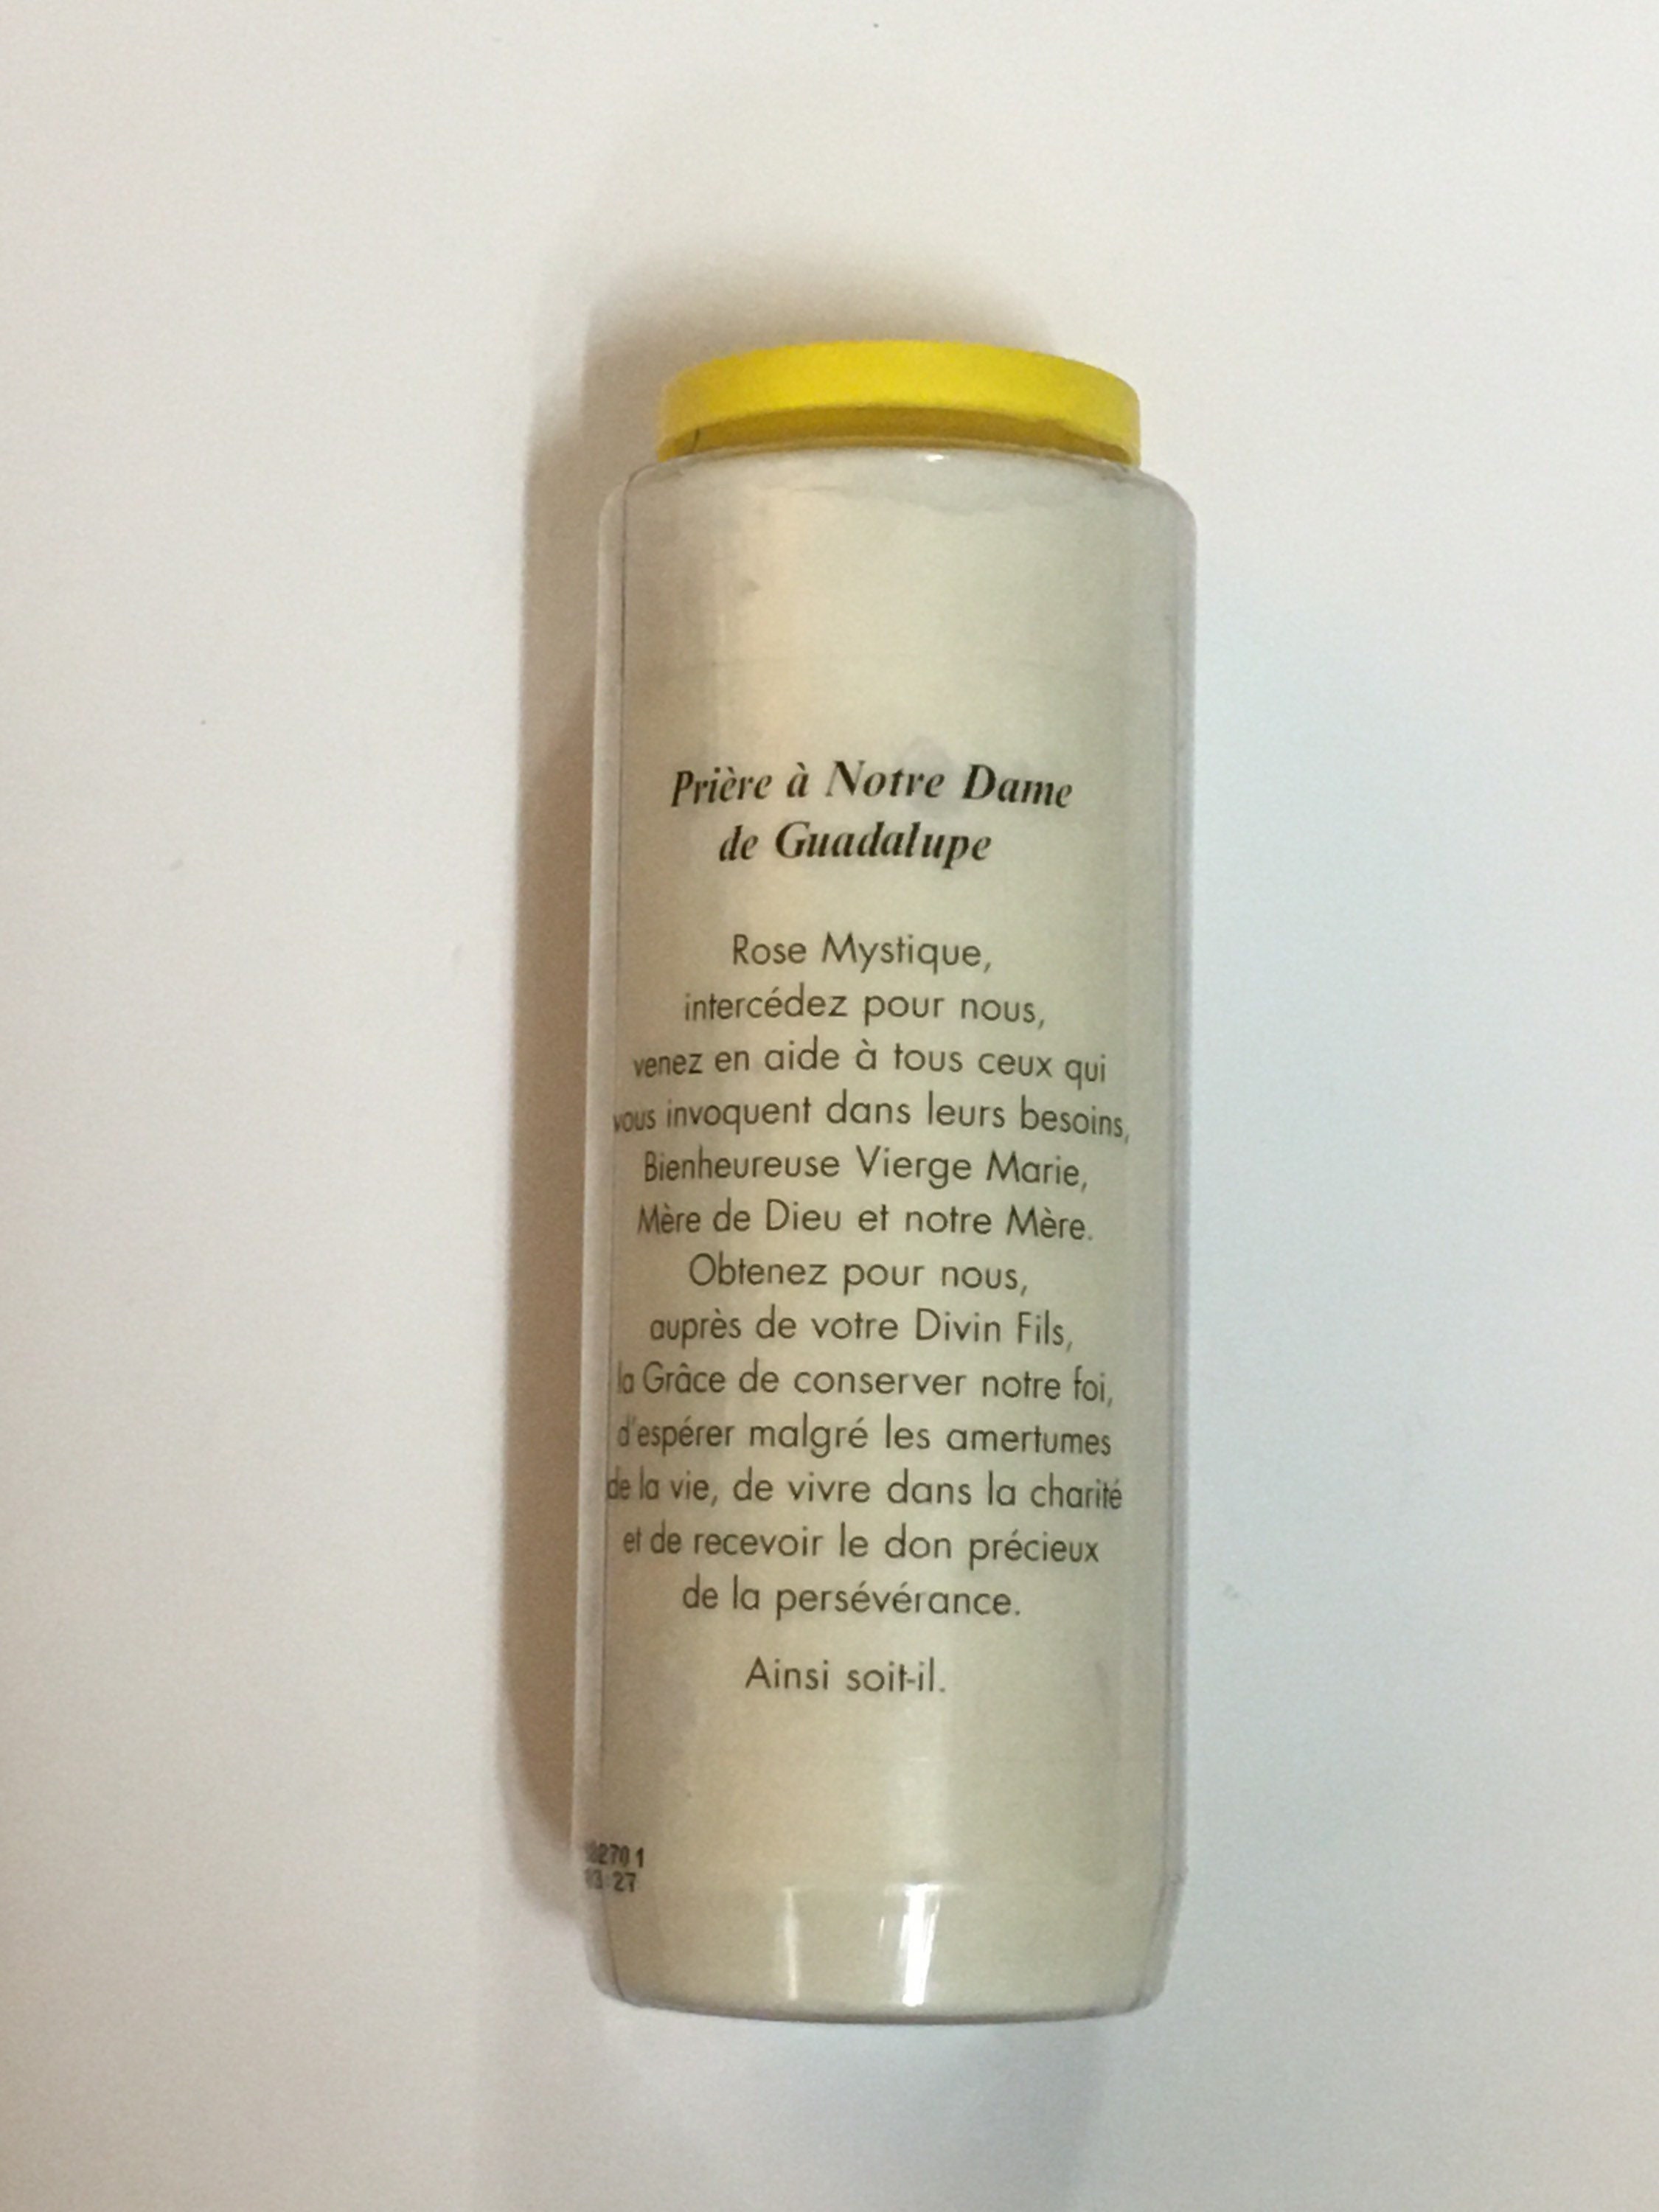 Prière à Notre Dame
de Guadalupe
Rose Mystique,
intercédez pour nous,
venez en aide à tous ceux qui
vous invoquent dans leurs besoins,
Bienheureuse Vierge Marie,
Mère de Dieu et notre Mère.
Obtenez pour nous,
auprès de votre Divin Fils,
la Grâce de conserver notre foi,
d'espérer malgré les amertumes
de la vie, de vivre dans la charité
et de recevoir le don précieux
de la persévérance.
Ainsi soit-il.